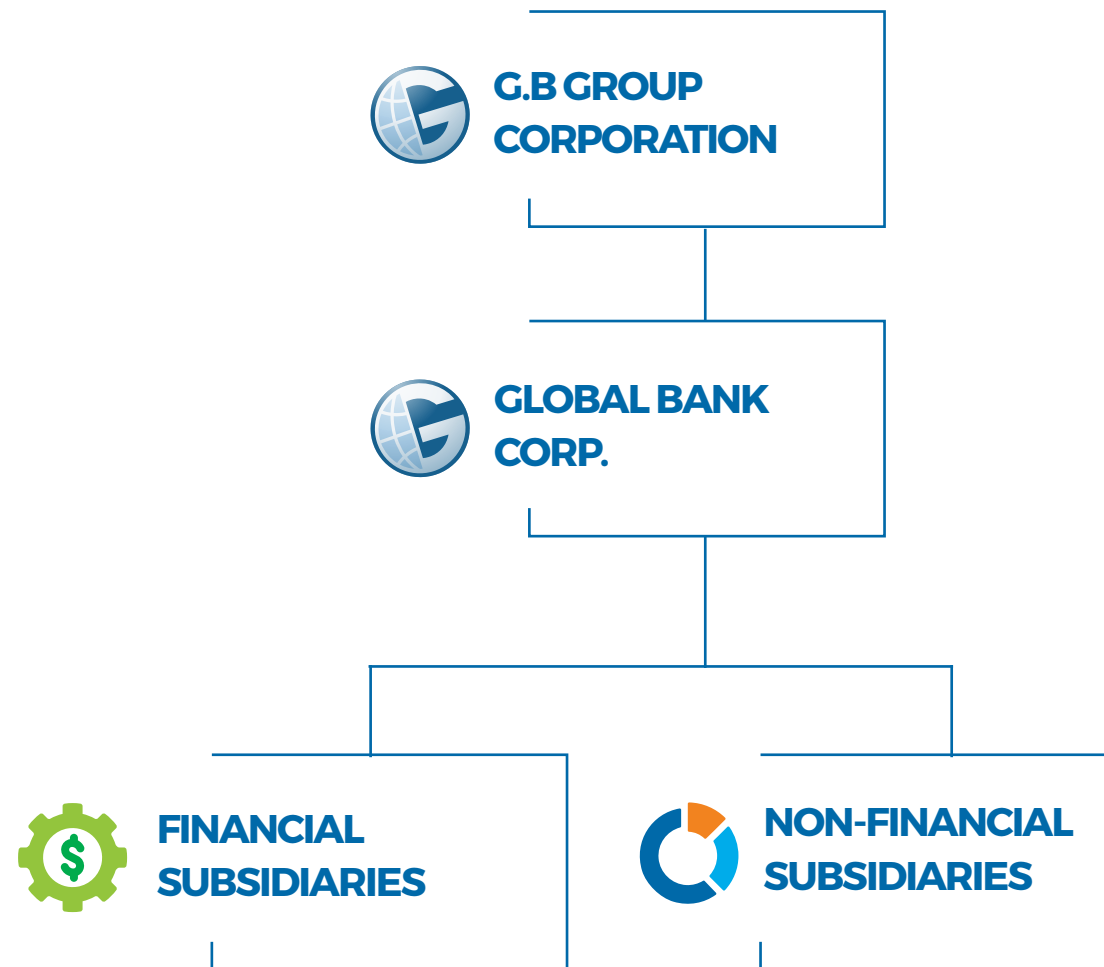 G.B GROUP
CORPORATION
GLOBAL BANK
CORP.
FINANCIAL
SUBSIDIARIES
$
NON-FINANCIAL
SUBSIDIARIES